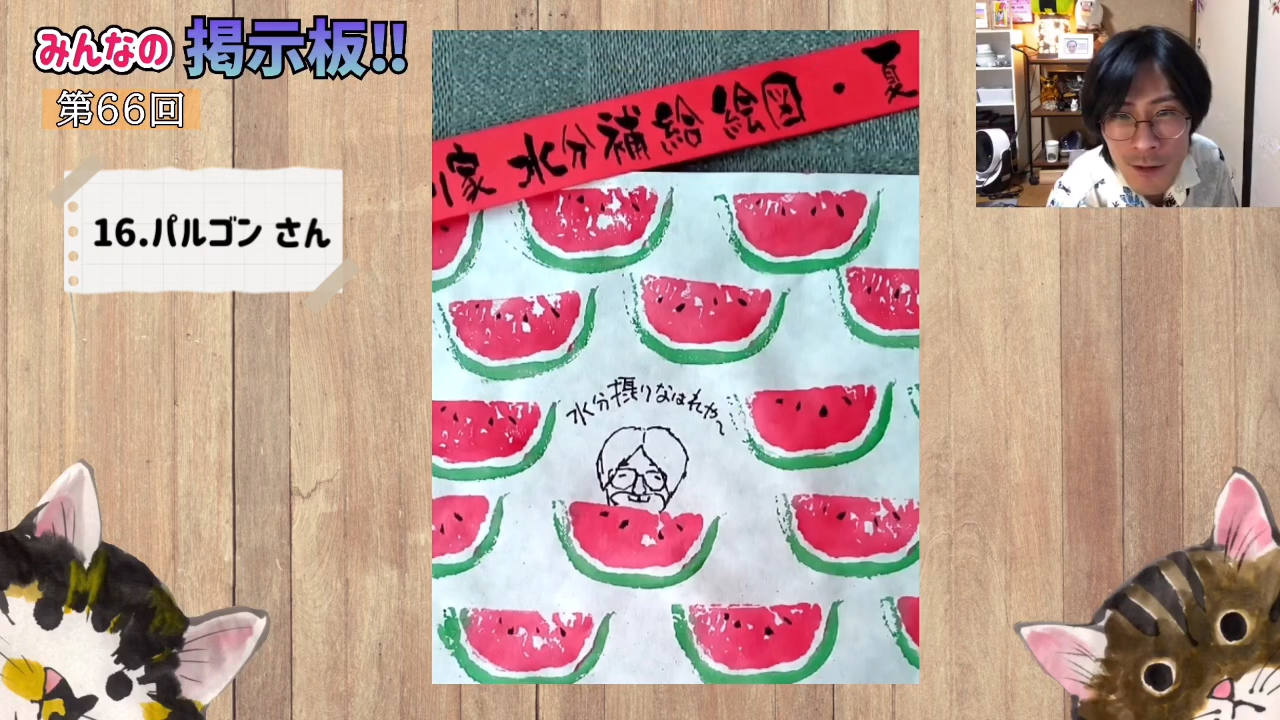 みんなの 掲示板!!
第66回
16.パルゴン さん
家 水分補給 絵図・夏
水分摂りなはれや〜